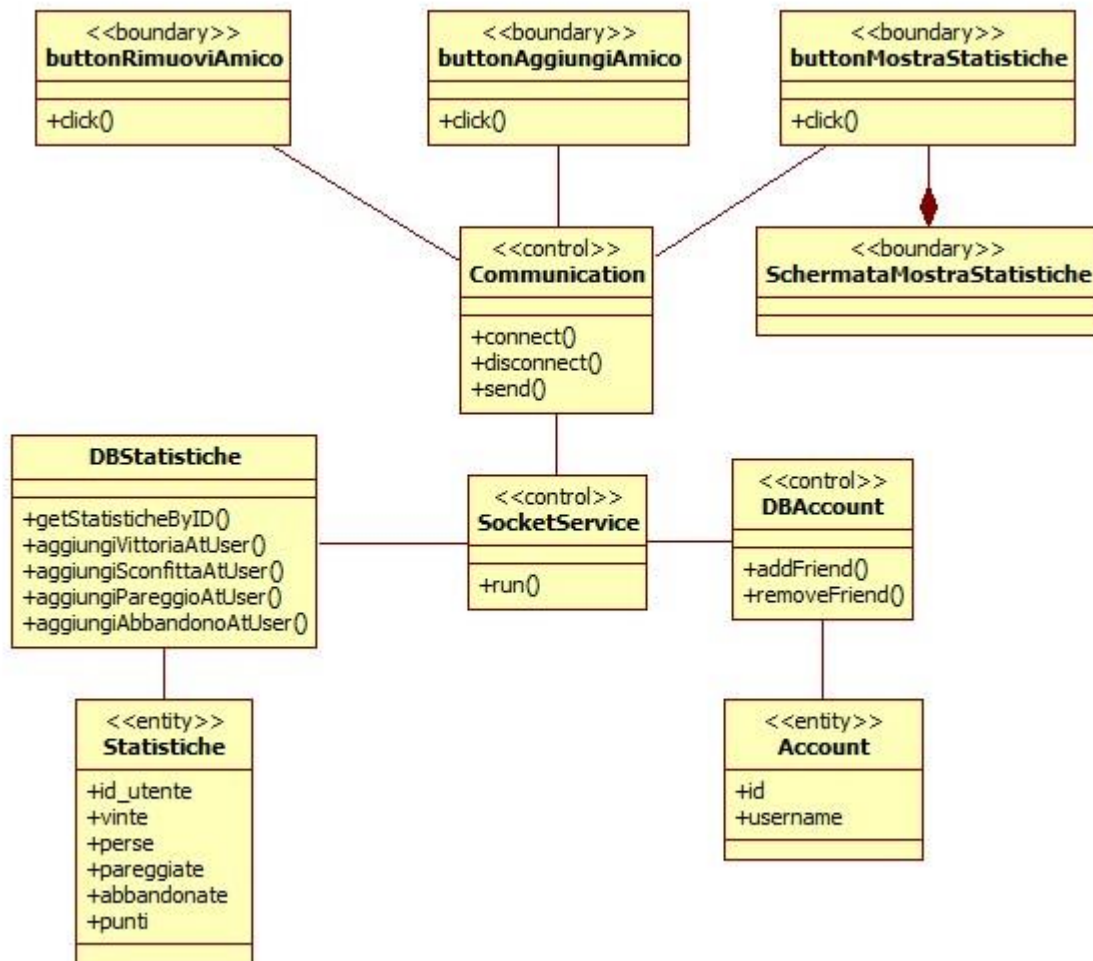 <<boundary>>
buttonRimuoviAmico
+click()
<<boundary>>
buttonAggiungiAmico
+click()
<<boundary>>
buttonMostraStatistiche
+click()
<<control>>
Communication
+connect()
+disconnect()
+send()
<<boundary>>
SchermataMostraStatistiche
DBStatistiche
+getStatisticheByID()
+aggiungiVittoriaAtUser()
+aggiungiSconfittaAtUser()
+aggiungiPareggioAtUser()
+aggiungiAbbandonoAtUser()
<<control>>
SocketService
+run()
<<control>>
DBAccount
+addFriend()
+removeFriend()
<<entity>>
Statistiche
+id_utente
+vinte
+perse
+pareggiate
+abbandonate
+punti
<<entity>>
Account
+id
+username